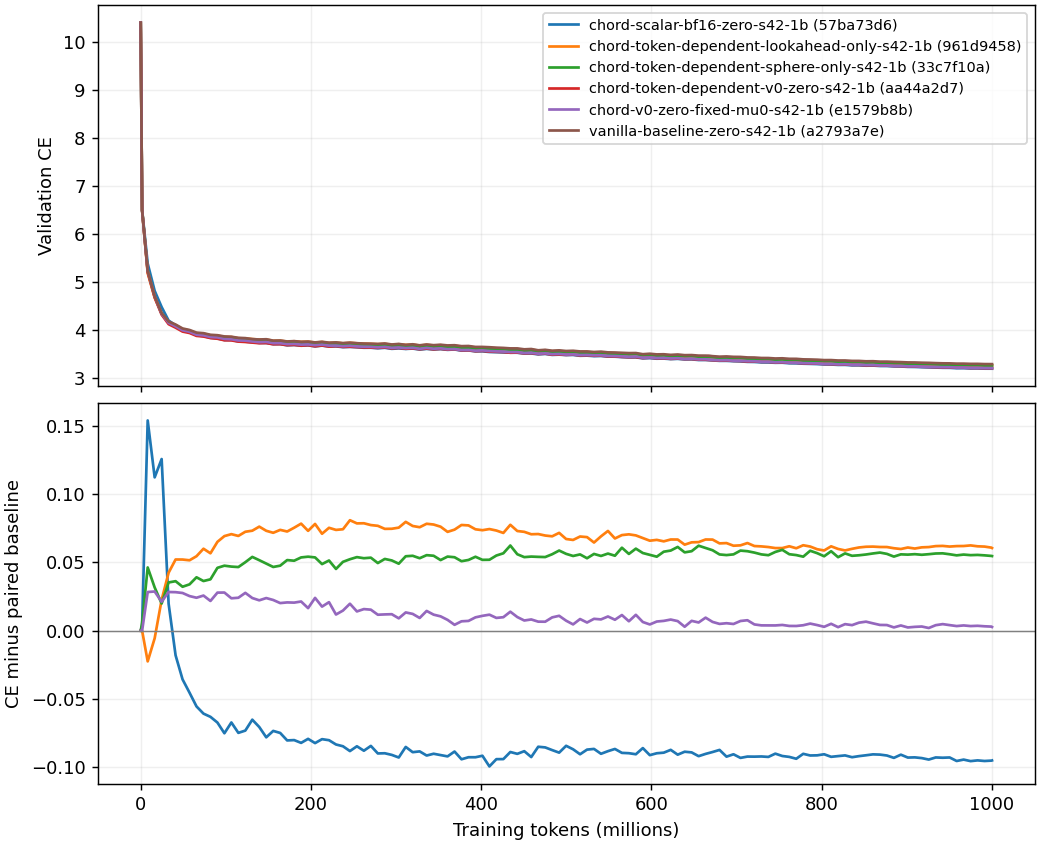 chord-scalar-bf16-zero-s42-1b (57ba73d6)
chord-token-dependent-lookahead-only-s42-1b (961d9458)
chord-token-dependent-sphere-only-s42-1b (33c7f10a)
chord-token-dependent-v0-zero-s42-1b (aa44a2d7)
chord-v0-zero-fixed-mu0-s42-1b (e1579b8b)
vanilla-baseline-zero-s42-1b (a2793a7e)
Validation CE
10
9
8
7
6
5
4
3
CE minus paired baseline
0.15
0.10
0.05
0.00
−0.05
−0.10
0 200 400 600 800 1000
Training tokens (millions)